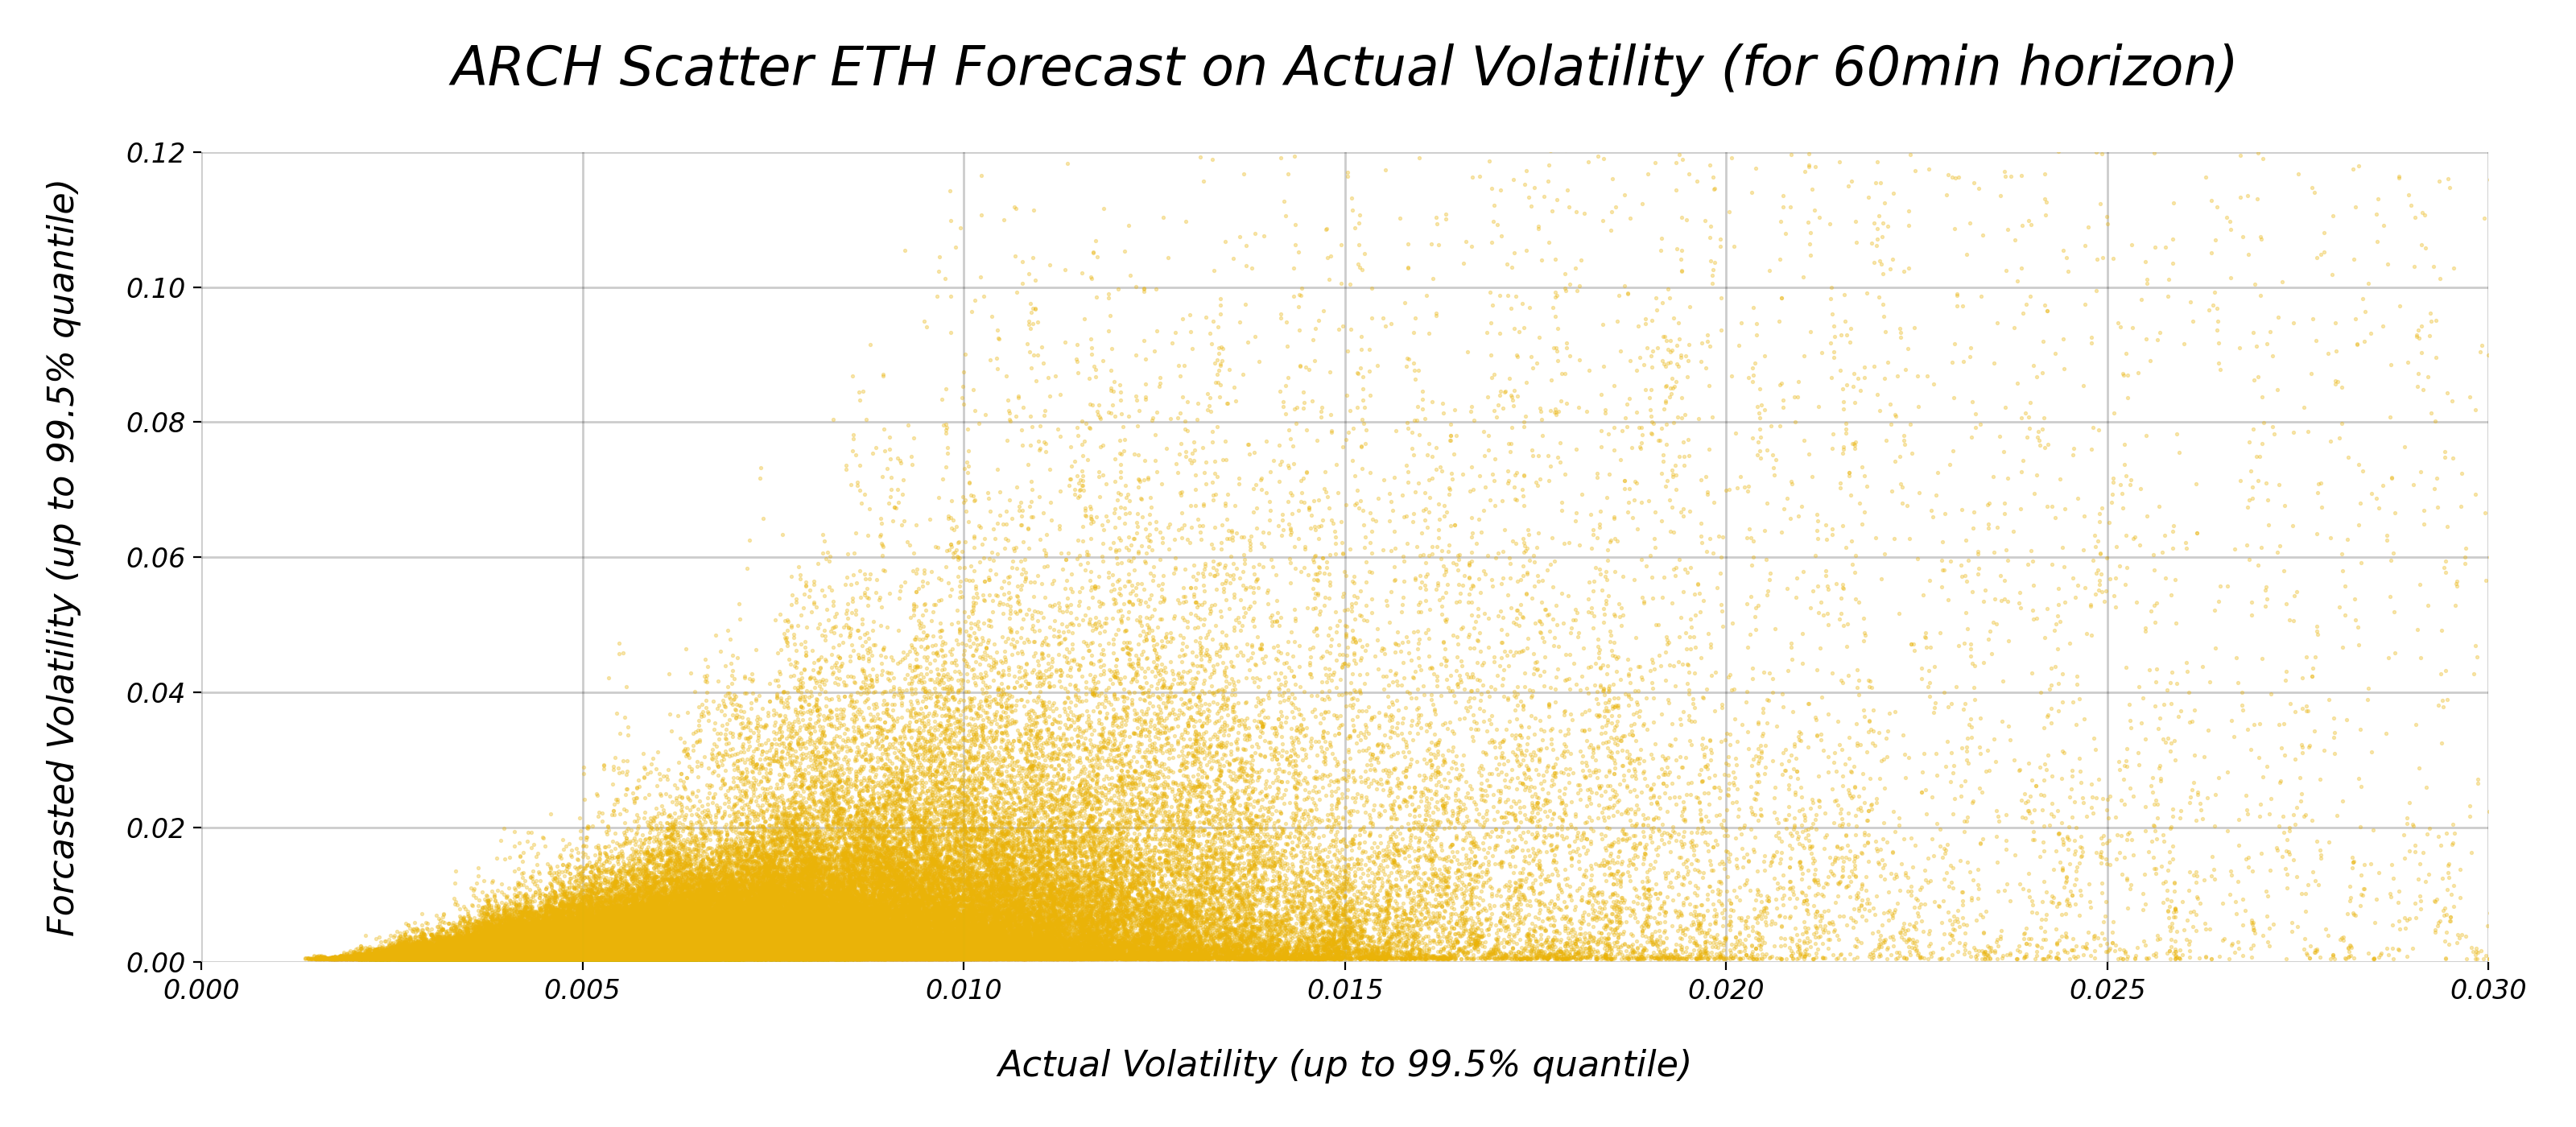 ARCH Scatter ETH Forecast on Actual Volatility (for 60min horizon)
Forcasted Volatility (up to 99.5% quantile)
0.12
0.10
0.08
0.06
0.04
0.02
0.00
0.000 0.005 0.010 0.015 0.020 0.025 0.030
Actual Volatility (up to 99.5% quantile)